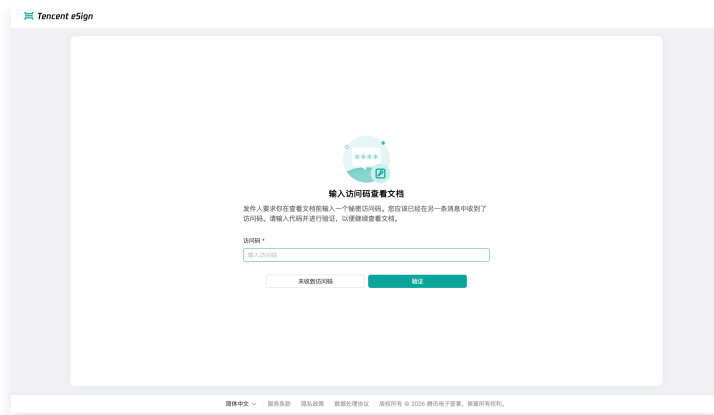 Tencent eSign
****
输入访问码查看文档
发件人要求你在查看文档前输入一个秘密访问码。您应该已经在另一条消息中收到了
访问码。请输入代码并进行验证，以便继续查看文档。
访问码 *
输入访问码
未收到访问码 验证
简体中文 服务条款 隐私政策 数据处理协议 版权所有 © 2026 腾讯电子签章。保留所有权利。